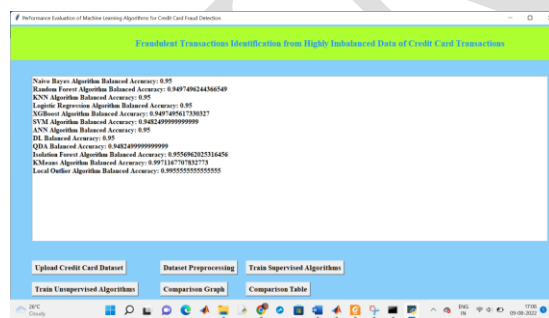 Performance Evaluation of Machine Learning Algorithms for Credit Card Fraud Detection
Fraudulent Transactions Identification from Highly Imbalanced Data of Credit Card Transactions
Naive Bayes Algorithm Balanced Accuracy: 0.95
Random Forest Algorithm Balanced Accuracy: 0.9497496244366549
KNN Algorithm Balanced Accuracy: 0.95
Logistic Regression Algorithm Balanced Accuracy: 0.95
XGBoost Algorithm Balanced Accuracy: 0.9497495617330327
SVM Algorithm Balanced Accuracy: 0.9482499999999999
ANN Algorithm Balanced Accuracy: 0.95
DL Balanced Accuracy: 0.95
QDA Balanced Accuracy: 0.9482499999999999
Isolation Forest Algorithm Balanced Accuracy: 0.9556962025316456
KMeans Algorithm Balanced Accuracy: 0.9971167707832773
Local Outlier Algorithm Balanced Accuracy: 0.9955555555555555
Upload Credit Card Dataset Dataset Preprocessing Train Supervised Algorithms
Train Unsupervised Algorithms Comparison Graph Comparison Table
26°C
Cloudy
ENG
IN
17:06
09-08-2022